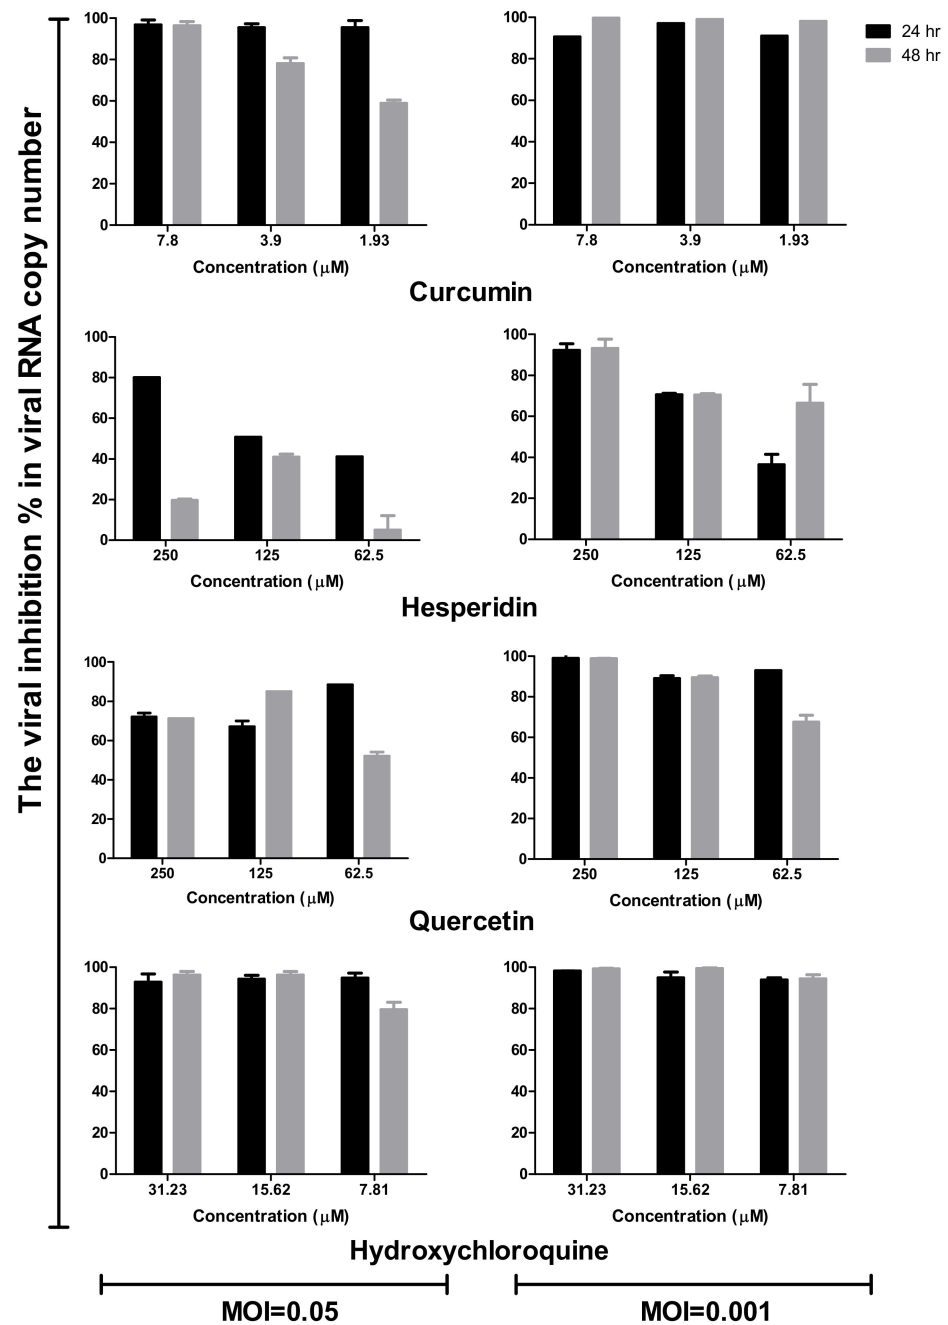 The viral inhibition % in viral RNA copy number
24 hr
48 hr
100
80
60
40
20
0
7.8 3.9 1.93
Concentration (μM)
100
80
60
40
20
0
7.8 3.9 1.93
Concentration (μM)
Curcumin
100
80
60
40
20
0
250 125 62.5
Concentration (μM)
100
80
60
40
20
0
250 125 62.5
Concentration (μM)
Hesperidin
100
80
60
40
20
0
250 125 62.5
Concentration (μM)
100
80
60
40
20
0
250 125 62.5
Concentration (μM)
Quercetin
100
80
60
40
20
0
31.23 15.62 7.81
Concentration (μM)
100
80
60
40
20
0
31.23 15.62 7.81
Concentration (μM)
Hydroxychloroquine
MOI=0.05
MOI=0.001